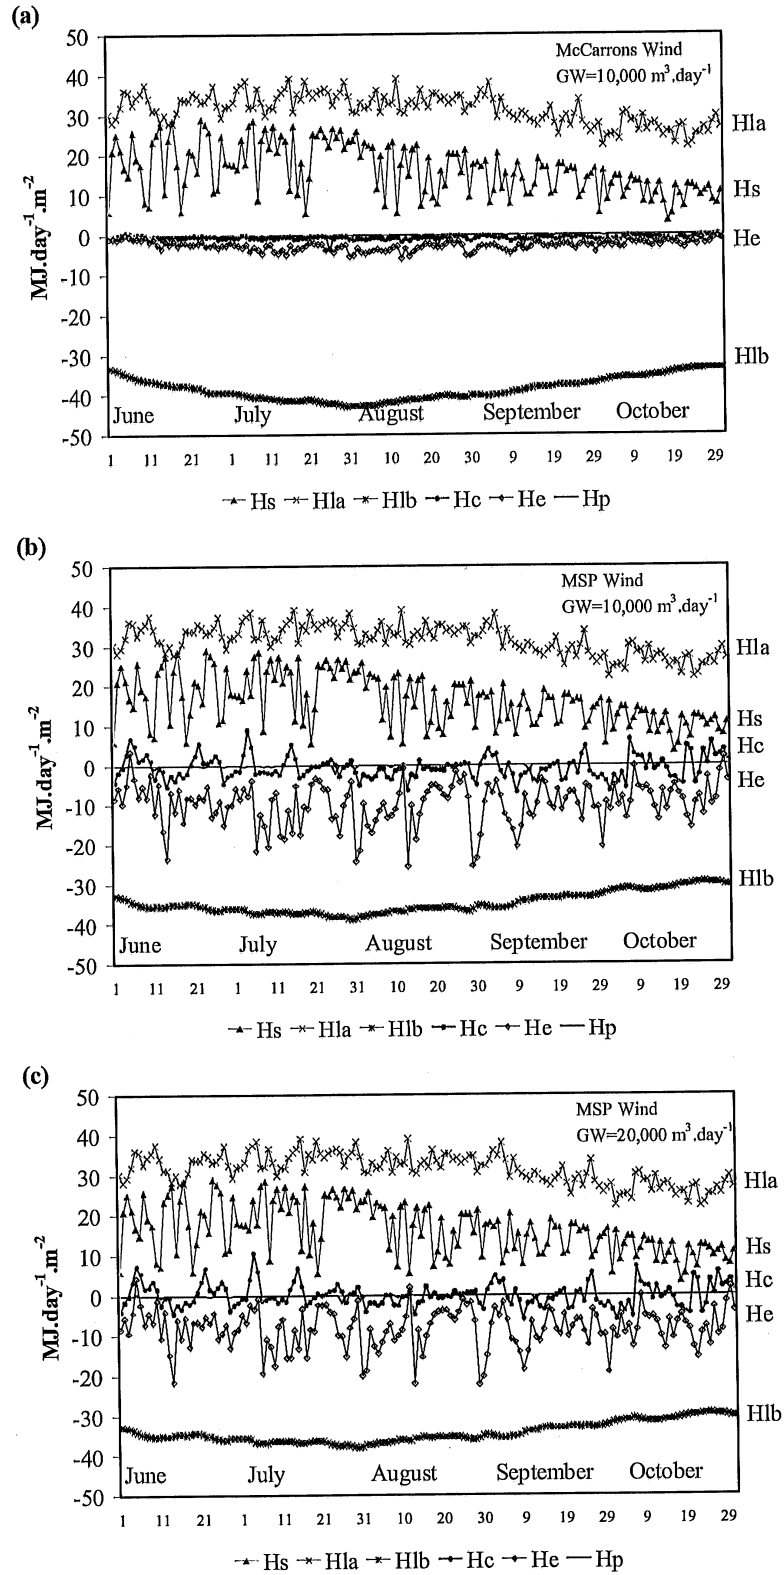 (a)
50
McCarrons Wind
40
GW=10,000 m³.day⁻¹
30
Hla
20
Hs
10
MJ.day⁻¹.m⁻²
0
He
-10
-20
-30
Hlb
-40
June July August September October
-50
1 11 21 1 11 21 31 10 20 30 9 19 29 9 19 29
Hs Hla Hlb Hc He Hp
(b)
50
MSP Wind
40
GW=10,000 m³.day⁻¹
30
Hla
20
Hs
10
Hc
MJ.day⁻¹.m⁻²
0
He
-10
-20
-30
Hlb
-40
June July August September October
-50
1 11 21 1 11 21 31 10 20 30 9 19 29 9 19 29
Hs Hla Hlb Hc He Hp
(c)
50
MSP Wind
40
GW=20,000 m³.day⁻¹
30
Hla
20
Hs
10
Hc
MJ.day⁻¹.m⁻²
0
He
-10
-20
-30
Hlb
-40
June July August September October
-50
1 11 21 1 11 21 31 10 20 30 9 19 29 9 19 29
Hs Hla Hlb Hc He Hp